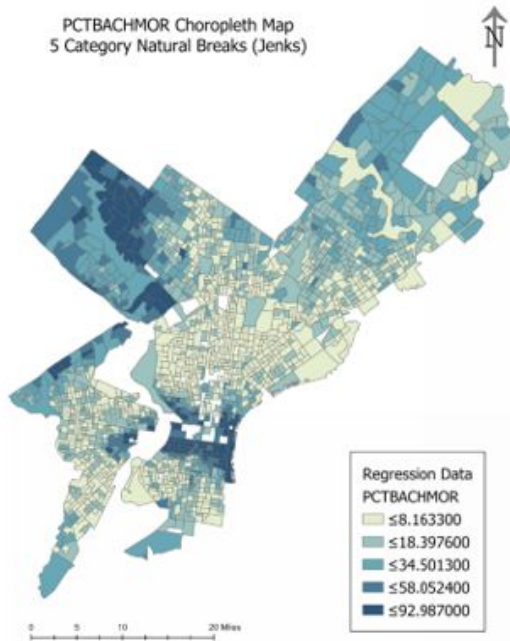 PCTBACHMOR Choropleth Map
5 Category Natural Breaks (Jenks)
N
Regression Data
PCTBACHMOR
≤8.163300
≤18.397600
≤34.501300
≤58.052400
≤92.987000
0 5 10 20 Miles